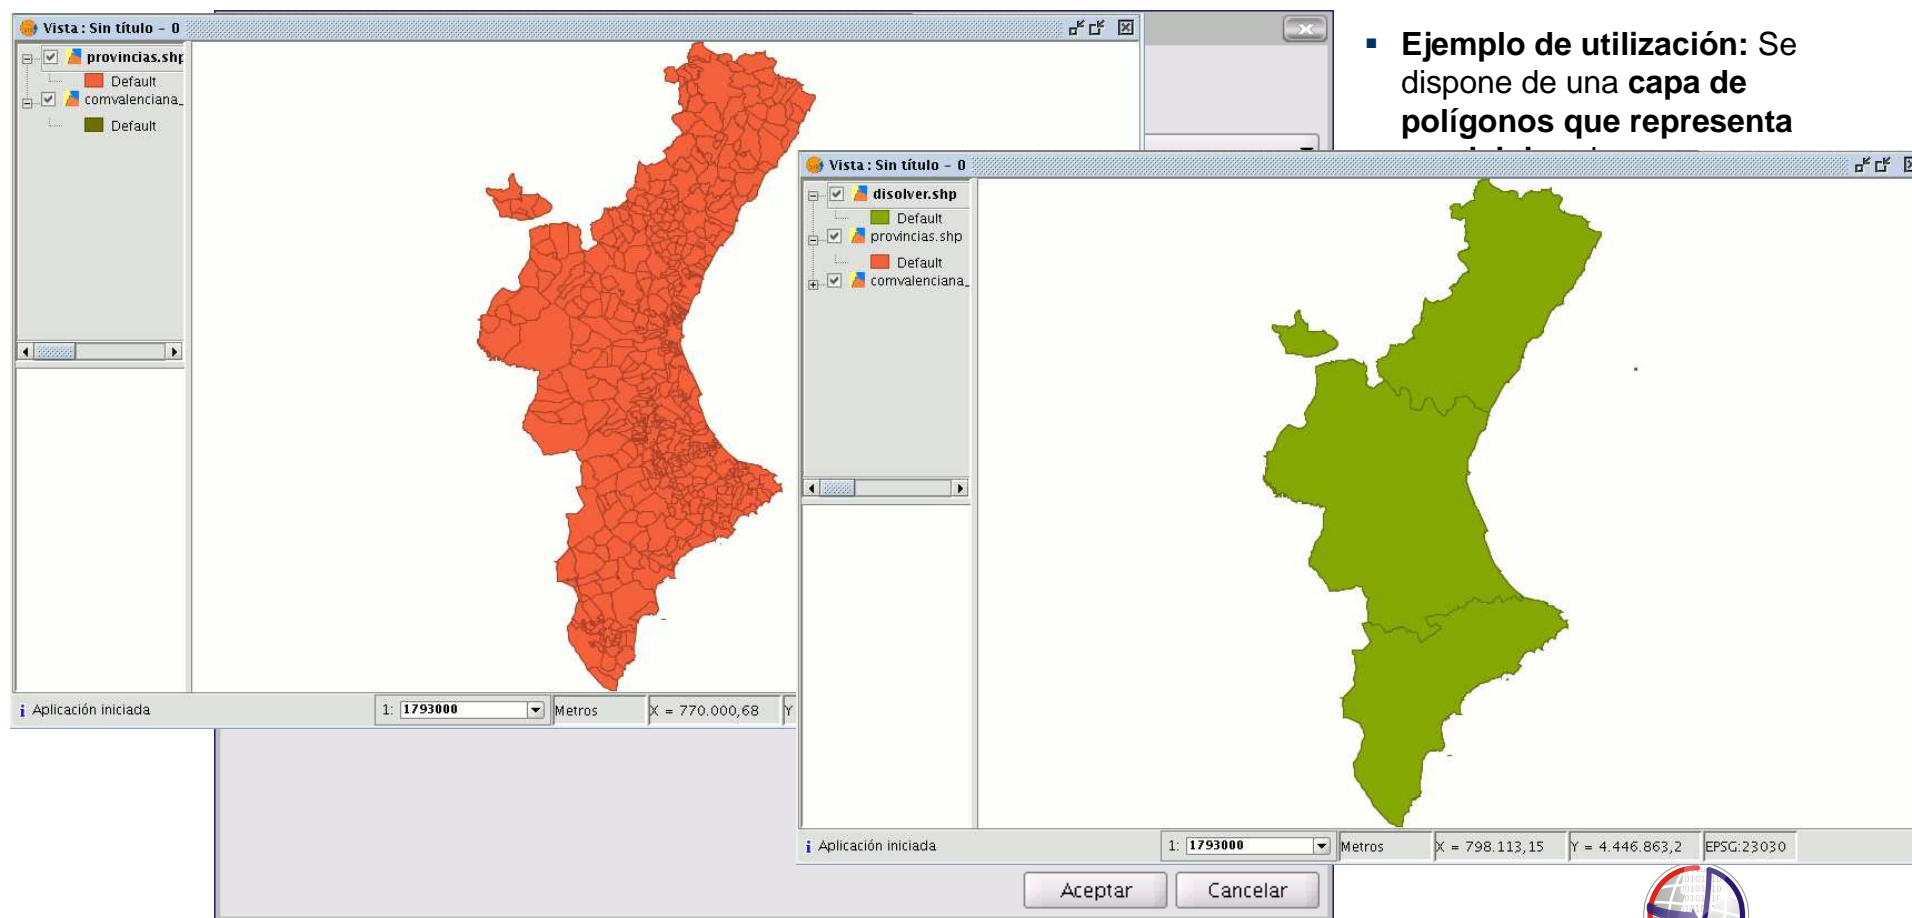 Vista : Sin título – 0
provincias.shp
Default
comvalenciana_
Default
i Aplicación iniciada
1: 1793000
Metros
X = 770.000,68
Y
Ejemplo de utilización: Se
dispone de una capa de
polígonos que representa
Vista : Sin título – 0
disolver.shp
Default
provincias.shp
Default
comvalenciana_
i Aplicación iniciada
1: 1793000
Metros
X = 798.113,15
Y = 4.446.863,2
EPSG:23030
Aceptar
Cancelar